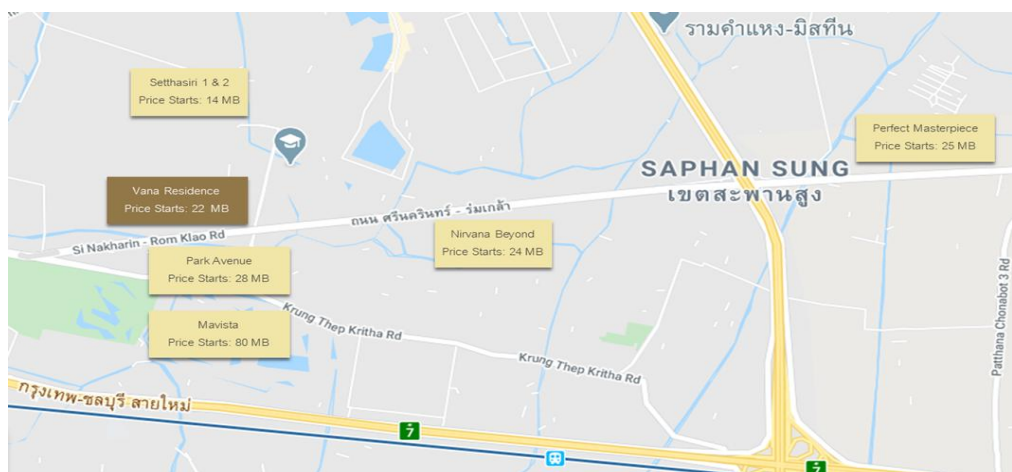 รามคำแหง-มิสทีน
Setthasiri 1 & 2
Price Starts: 14 MB
Perfect Masterpiece
Price Starts: 25 MB
SAPHAN SUNG
เขตสะพานสูง
Vana Residence
Price Starts: 22 MB
ถนน ศรีนครินทร์ - ร่มเกล้า
Si Nakharin - Rom Klao Rd
Nirvana Beyond
Price Starts: 24 MB
Park Avenue
Price Starts: 28 MB
Mavista
Price Starts: 80 MB
Krung Thep Kritha Rd
Krung Thep Kritha Rd
Patthana Chonabot 3 Rd
กรุงเทพ-ชลบุรี สายใหม่
7
7